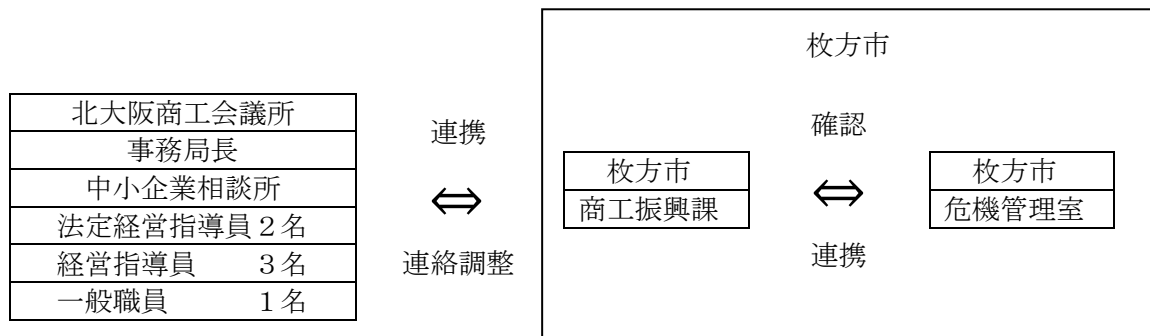 枚方市
北大阪商工会議所
事務局長
中小企業相談所
法定経営指導員２名
経営指導員　　３名
一般職員　　　１名
連携
⇔
連絡調整
枚方市
商工振興課
確認
⇔
連携
枚方市
危機管理室